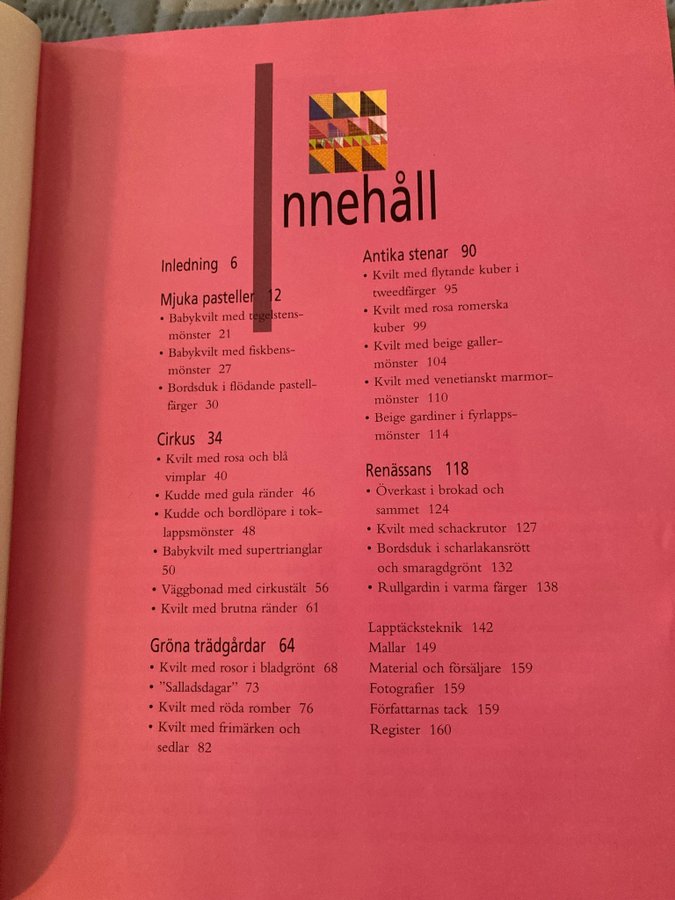 Innehåll
Inledning 6
Mjuka pasteller 12
• Babykvilt med tegelstens-
mönster 21
• Babykvilt med fiskbens-
mönster 27
• Bordsduk i flödande pastell-
färger 30
Cirkus 34
• Kvilt med rosa och blå
vimplar 40
• Kudde med gula ränder 46
• Kudde och bordlöpare i tok-
lappsmönster 48
• Babykvilt med supertrianglar
50
• Väggbonad med cirkustält 56
• Kvilt med brutna ränder 61
Gröna trädgårdar 64
• Kvilt med rosor i bladgrönt 68
• ”Salladsdagar” 73
• Kvilt med röda romber 76
• Kvilt med frimärken och
sedlar 82
Antika stenar 90
• Kvilt med flytande kuber i
tweedfärger 95
• Kvilt med rosa romerska
kuber 99
• Kvilt med beige galler-
mönster 104
• Kvilt med venetianskt marmor-
mönster 110
• Beige gardiner i fyrlapps-
mönster 114
Renässans 118
• Överkast i brokad och
sammet 124
• Kvilt med schackrutor 127
• Bordsduk i scharlakansrött
och smaragdgrönt 132
• Rullgardin i varma färger 138
Lapptäcksteknik 142
Mallar 149
Material och försäljare 159
Fotografier 159
Författarnas tack 159
Register 160